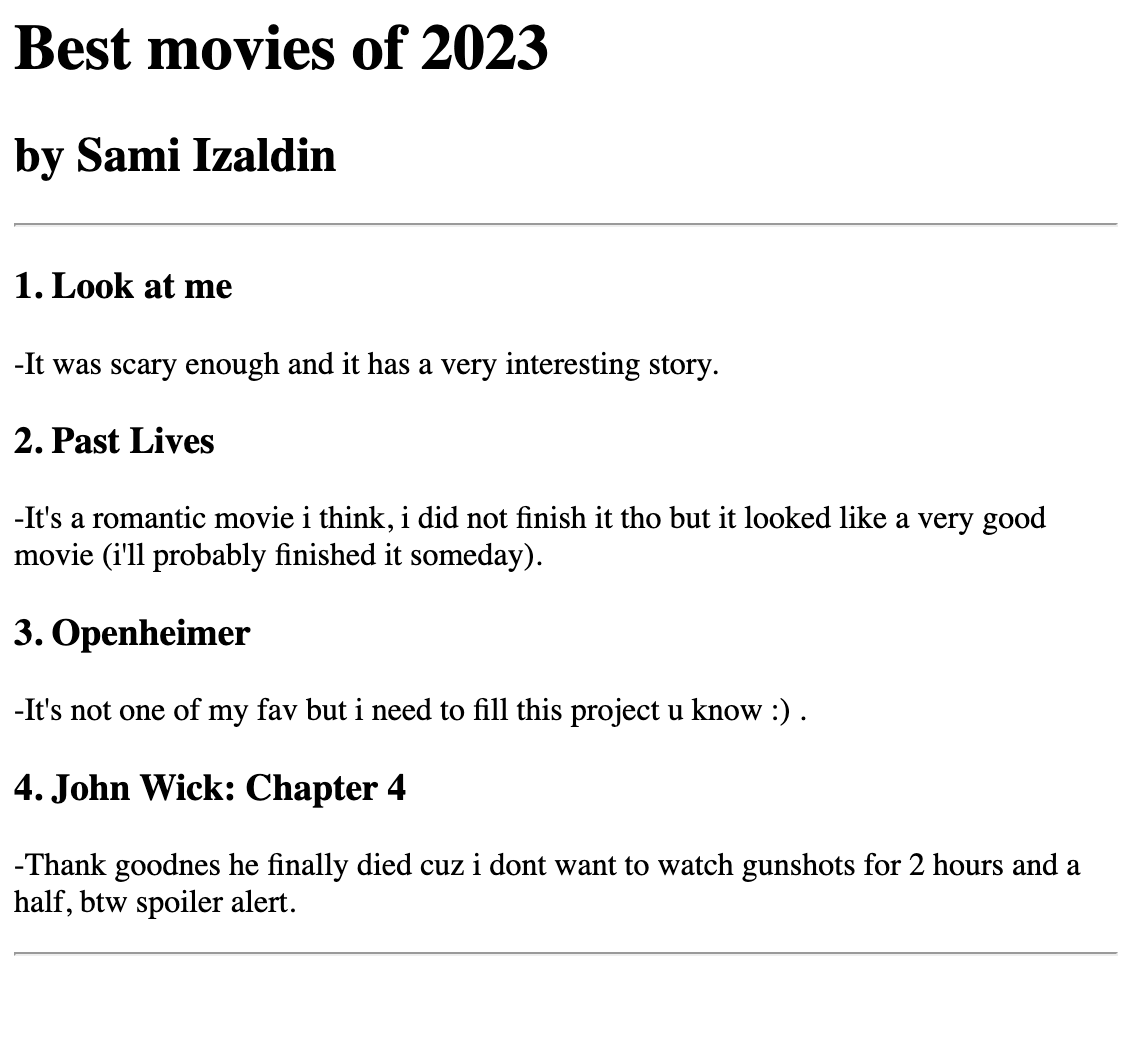 Best movies of 2023
by Sami Izaldin
1. Look at me
-It was scary enough and it has a very interesting story.
2. Past Lives
-It's a romantic movie i think, i did not finish it tho but it looked like a very good
movie (i'll probably finished it someday).
3. Openheimer
-It's not one of my fav but i need to fill this project u know :) .
4. John Wick: Chapter 4
-Thank goodnes he finally died cuz i dont want to watch gunshots for 2 hours and a
half, btw spoiler alert.